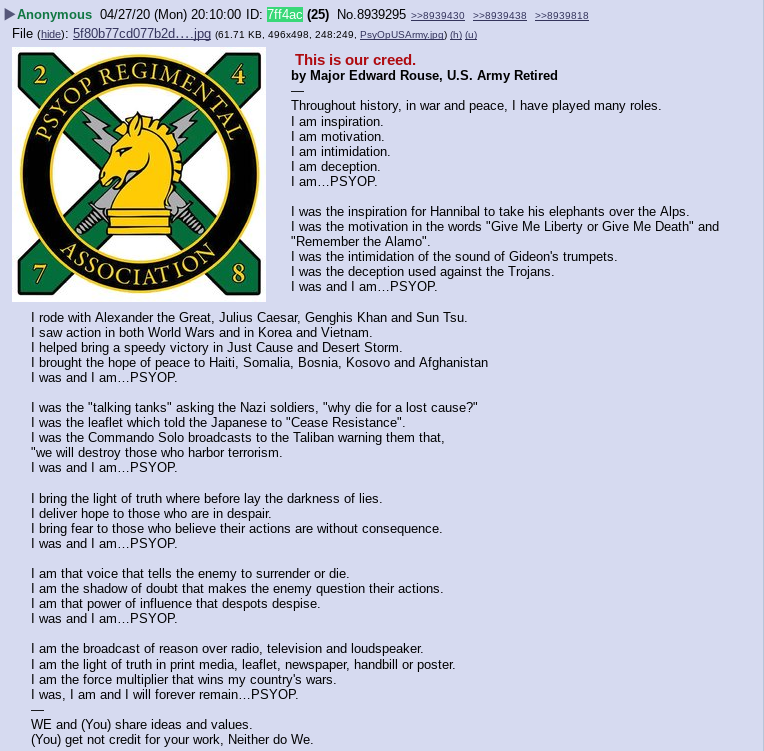 ▶Anonymous 04/27/20 (Mon) 20:10:00 ID: 7ff4ac (25) No.8939295 >>8939430 >>8939438 >>8939818
File (hide): 5f80b77cd077b2d….jpg (61.71 KB, 496x498, 248:249, PsyOpUSArmy.jpg) (h) (u)
2 4
PSYOP REGIMENTAL
ASSOCIATION
7 8
This is our creed.
by Major Edward Rouse, U.S. Army Retired
—
Throughout history, in war and peace, I have played many roles.
I am inspiration.
I am motivation.
I am intimidation.
I am deception.
I am…PSYOP.
I was the inspiration for Hannibal to take his elephants over the Alps.
I was the motivation in the words "Give Me Liberty or Give Me Death" and
"Remember the Alamo".
I was the intimidation of the sound of Gideon's trumpets.
I was the deception used against the Trojans.
I was and I am…PSYOP.
I rode with Alexander the Great, Julius Caesar, Genghis Khan and Sun Tsu.
I saw action in both World Wars and in Korea and Vietnam.
I helped bring a speedy victory in Just Cause and Desert Storm.
I brought the hope of peace to Haiti, Somalia, Bosnia, Kosovo and Afghanistan
I was and I am…PSYOP.
I was the "talking tanks" asking the Nazi soldiers, "why die for a lost cause?"
I was the leaflet which told the Japanese to "Cease Resistance".
I was the Commando Solo broadcasts to the Taliban warning them that,
"we will destroy those who harbor terrorism.
I was and I am…PSYOP.
I bring the light of truth where before lay the darkness of lies.
I deliver hope to those who are in despair.
I bring fear to those who believe their actions are without consequence.
I was and I am…PSYOP.
I am that voice that tells the enemy to surrender or die.
I am the shadow of doubt that makes the enemy question their actions.
I am that power of influence that despots despise.
I was and I am…PSYOP.
I am the broadcast of reason over radio, television and loudspeaker.
I am the light of truth in print media, leaflet, newspaper, handbill or poster.
I am the force multiplier that wins my country's wars.
I was, I am and I will forever remain…PSYOP.
—
WE and (You) share ideas and values.
(You) get not credit for your work, Neither do We.